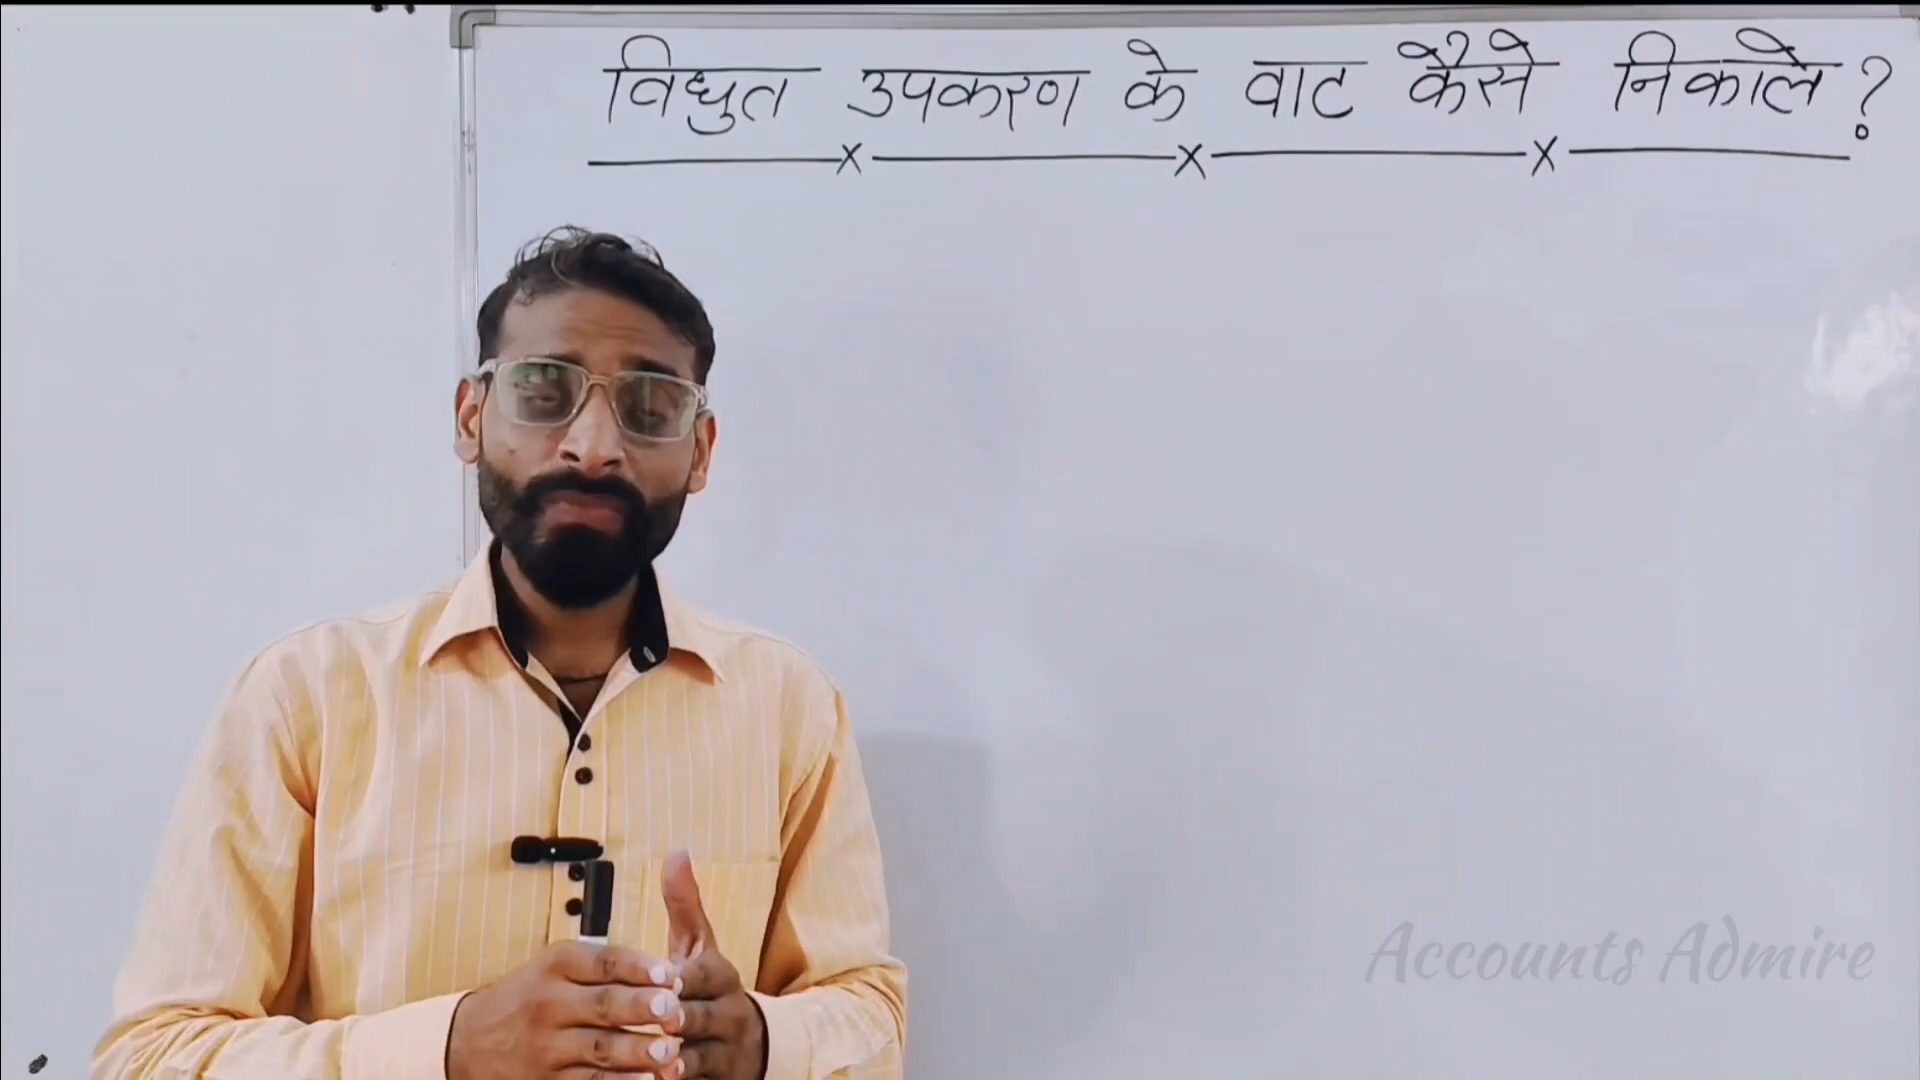 विधुत उपकरण के वाट कैसे निकाले ?
Accounts Admire